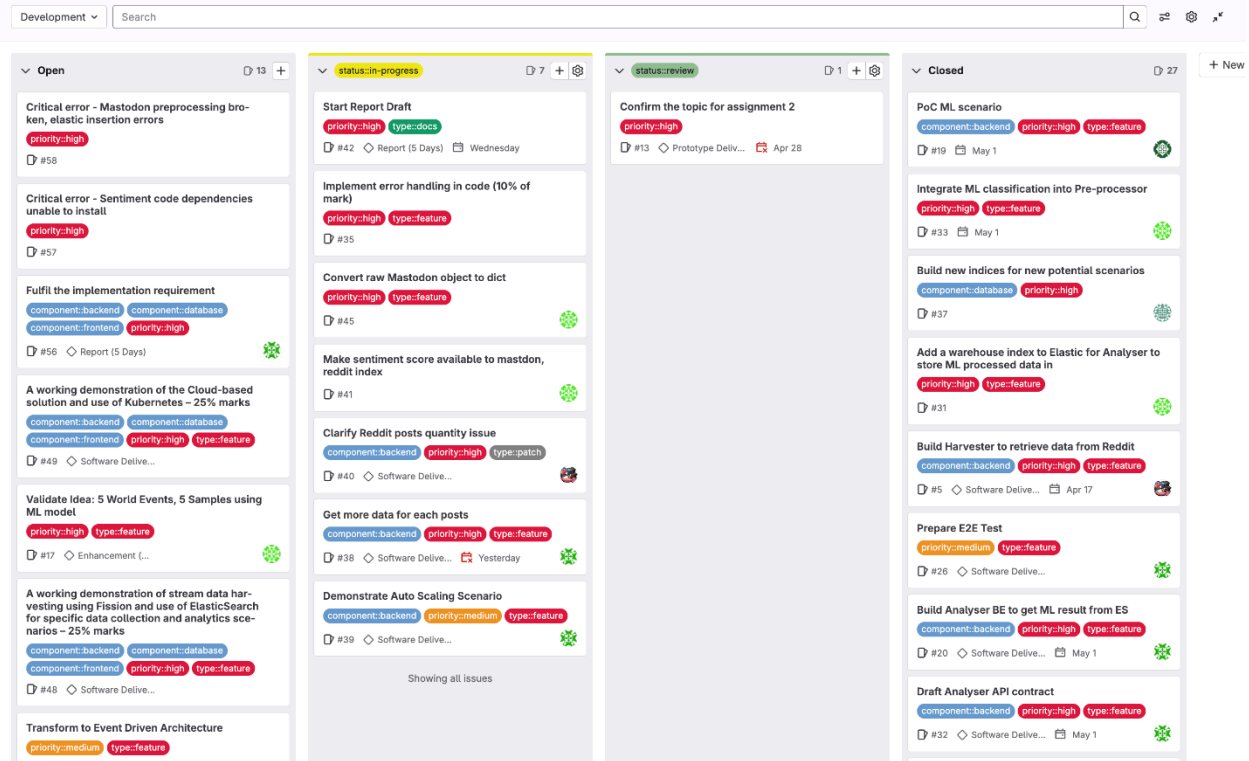 Development
Search
Open
13
Critical error - Mastodon preprocessing bro-
ken, elastic insertion errors
priority::high
#58
Critical error - Sentiment code dependencies
unable to install
priority::high
#57
Fulfil the implementation requirement
component::backend component::database
component::frontend priority::high
#56 Report (5 Days)
A working demonstration of the Cloud-based
solution and use of Kubernetes – 25% marks
component::backend component::database
component::frontend priority::high type::feature
#49 Software Delive...
Validate Idea: 5 World Events, 5 Samples using
ML model
priority::high type::feature
#17 Enhancement (...
A working demonstration of stream data har-
vesting using Fission and use of ElasticSearch
for specific data collection and analytics sce-
narios – 25% marks
component::backend component::database
component::frontend priority::high type::feature
#48 Software Delive...
Transform to Event Driven Architecture
priority::medium type::feature
status::in-progress
7
Start Report Draft
priority::high type::docs
#42 Report (5 Days) Wednesday
Implement error handling in code (10% of
mark)
priority::high type::feature
#35
Convert raw Mastodon object to dict
priority::high type::feature
#45
Make sentiment score available to mastdon,
reddit index
#41
Clarify Reddit posts quantity issue
component::backend priority::high type::patch
#40 Software Delive...
Get more data for each posts
component::backend priority::high type::feature
#38 Software Delive... Yesterday
Demonstrate Auto Scaling Scenario
component::backend priority::medium type::feature
#39 Software Delive...
Showing all issues
status::review
1
Confirm the topic for assignment 2
priority::high
#13 Prototype Deliv... Apr 28
Closed
27
PoC ML scenario
component::backend priority::high type::feature
#19 May 1
Integrate ML classification into Pre-processor
priority::high type::feature
#33 May 1
Build new indices for new potential scenarios
component::database priority::high
#37
Add a warehouse index to Elastic for Analyser to
store ML processed data in
priority::high type::feature
#31
Build Harvester to retrieve data from Reddit
component::backend priority::high type::feature
#5 Software Delive... Apr 17
Prepare E2E Test
priority::medium type::feature
#26 Software Delive...
Build Analyser BE to get ML result from ES
component::backend priority::high type::feature
#20 Software Delive... May 1
Draft Analyser API contract
component::backend priority::high type::feature
#32 Software Delive... May 1
+ New